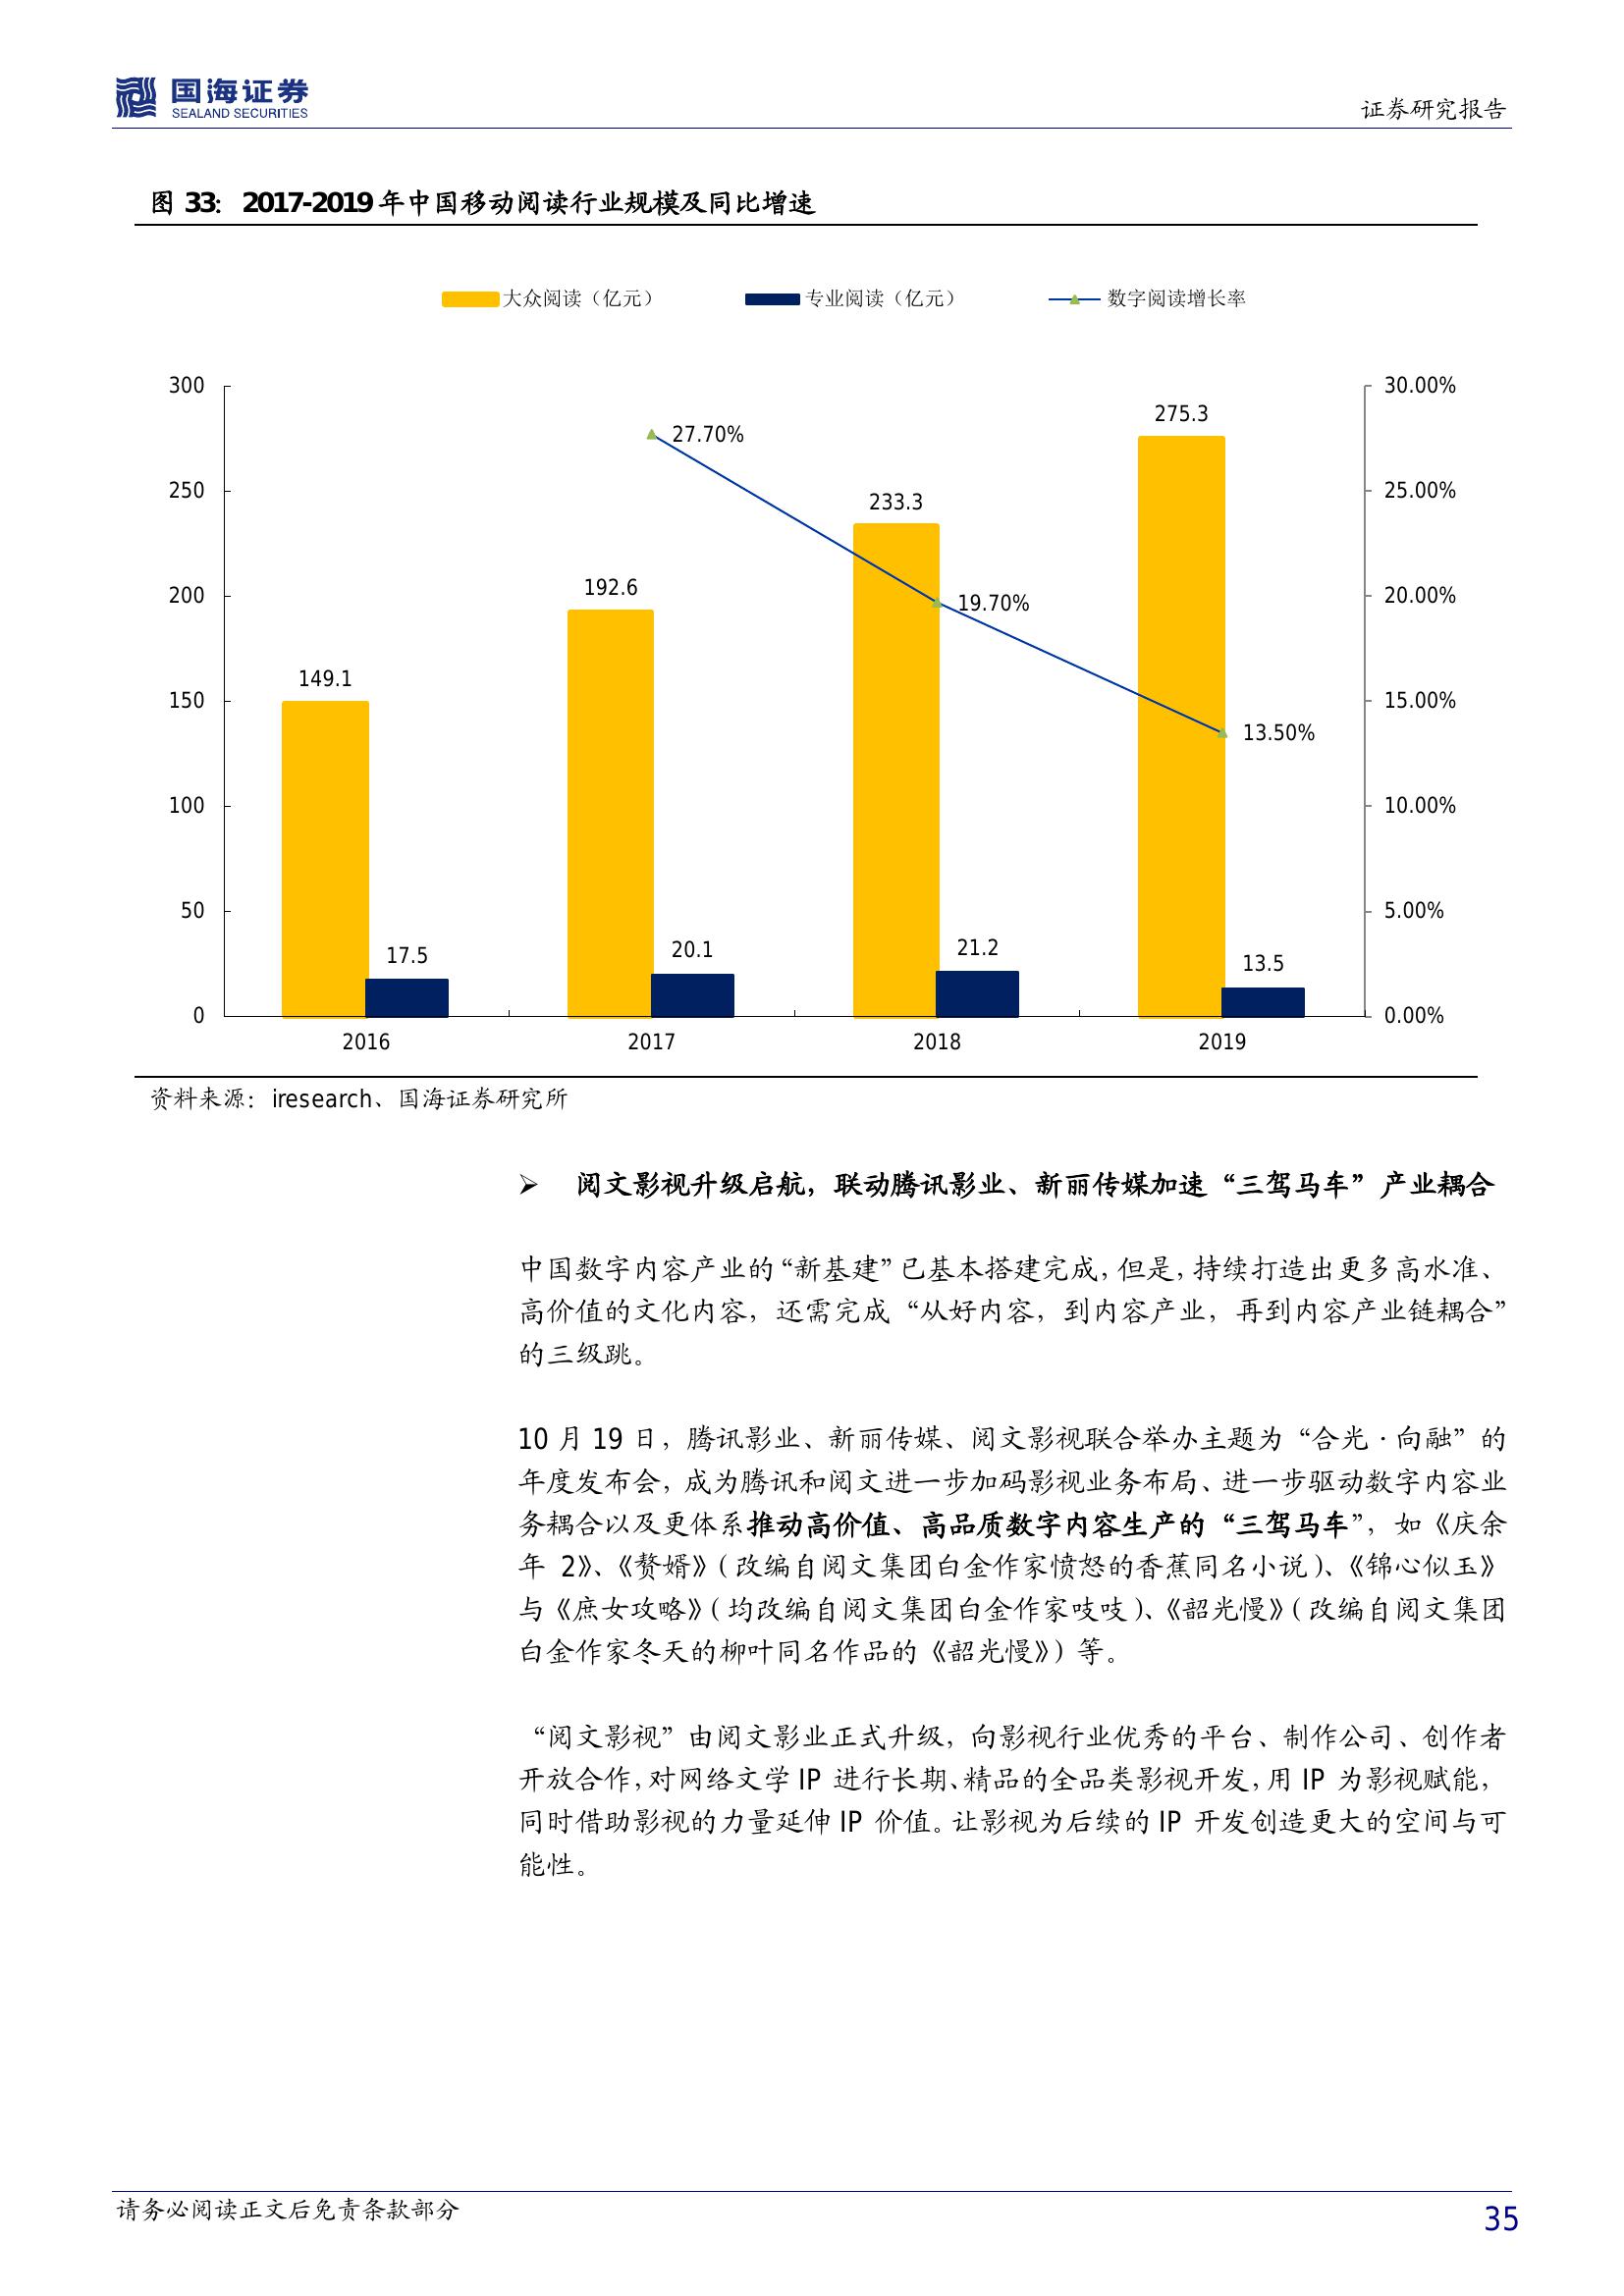 国海证券
SEALAND SECURITIES
证券研究报告
图 33: 2017-2019 年中国移动阅读行业规模及同比增速
大众阅读（亿元）
专业阅读（亿元）
数字阅读增长率
300
250
200
150
100
50
0
30.00%
25.00%
20.00%
15.00%
10.00%
5.00%
0.00%
149.1
17.5
192.6
20.1
27.70%
233.3
21.2
19.70%
275.3
13.5
13.50%
2016
2017
2018
2019
资料来源：iresearch、国海证券研究所
➢ 阅文影视升级启航，联动腾讯影业、新丽传媒加速“三驾马车”产业耦合
中国数字内容产业的“新基建”已基本搭建完成，但是，持续打造出更多高水准、
高价值的文化内容，还需完成“从好内容，到内容产业，再到内容产业链耦合”
的三级跳。
10 月 19 日，腾讯影业、新丽传媒、阅文影视联合举办主题为“合光·向融”的
年度发布会，成为腾讯和阅文进一步加码影视业务布局、进一步驱动数字内容业
务耦合以及更体系推动高价值、高品质数字内容生产的“三驾马车”，如《庆余
年 2》、《赘婿》（改编自阅文集团白金作家愤怒的香蕉同名小说）、《锦心似玉》
与《庶女攻略》（均改编自阅文集团白金作家吱吱）、《韶光慢》（改编自阅文集团
白金作家冬天的柳叶同名作品的《韶光慢》）等。
“阅文影视”由阅文影业正式升级，向影视行业优秀的平台、制作公司、创作者
开放合作，对网络文学 IP 进行长期、精品的全品类影视开发，用 IP 为影视赋能，
同时借助影视的力量延伸 IP 价值。让影视为后续的 IP 开发创造更大的空间与可
能性。
请务必阅读正文后免责条款部分
35